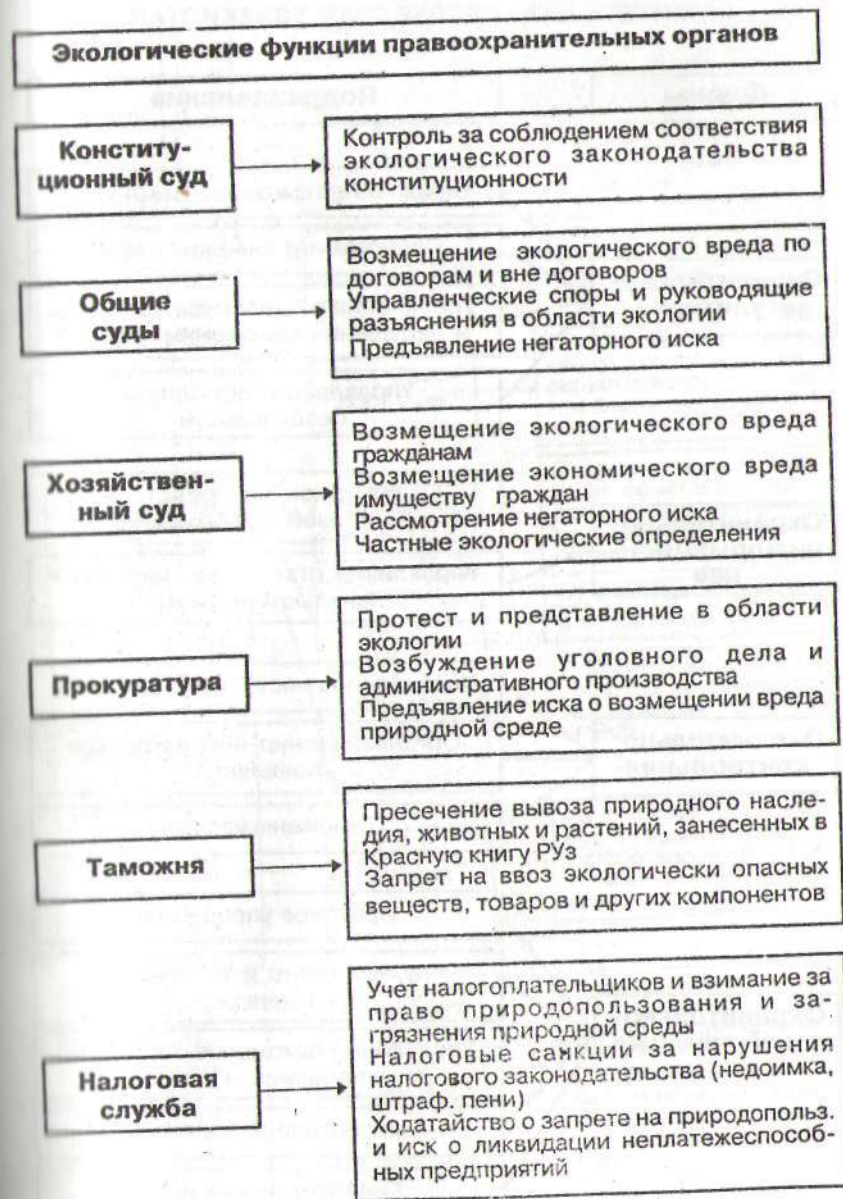 Экологические функции правоохранительных органов
Конститу-
ционный суд
Контроль за соблюдением соответствия
экологического законодательства
конституционности
Общие
суды
Возмещение экологического вреда по
договорам и вне договоров
Управленческие споры и руководящие
разъяснения в области экологии
Предъявление негаторного иска
Хозяйствен-
ный суд
Возмещение экологического вреда
гражданам
Возмещение экономического вреда
имуществу граждан
Рассмотрение негаторного иска
Частные экологические определения
Прокуратура
Протест и представление в области
экологии
Возбуждение уголовного дела и
административного производства
Предъявление иска о возмещении вреда
природной среде
Таможня
Пресечение вывоза природного насле-
дия, животных и растений, занесенных в
Красную книгу РУз
Запрет на ввоз экологически опасных
веществ, товаров и других компонентов
Налоговая
служба
Учет налогоплательщиков и взимание за
право природопользования и за-
грязнения природной среды
Налоговые санкции за нарушения
налогового законодательства (недоимка,
штраф. пени)
Ходатайство о запрете на природопольз.
и иск о ликвидации неплатежеспособ-
ных предприятий